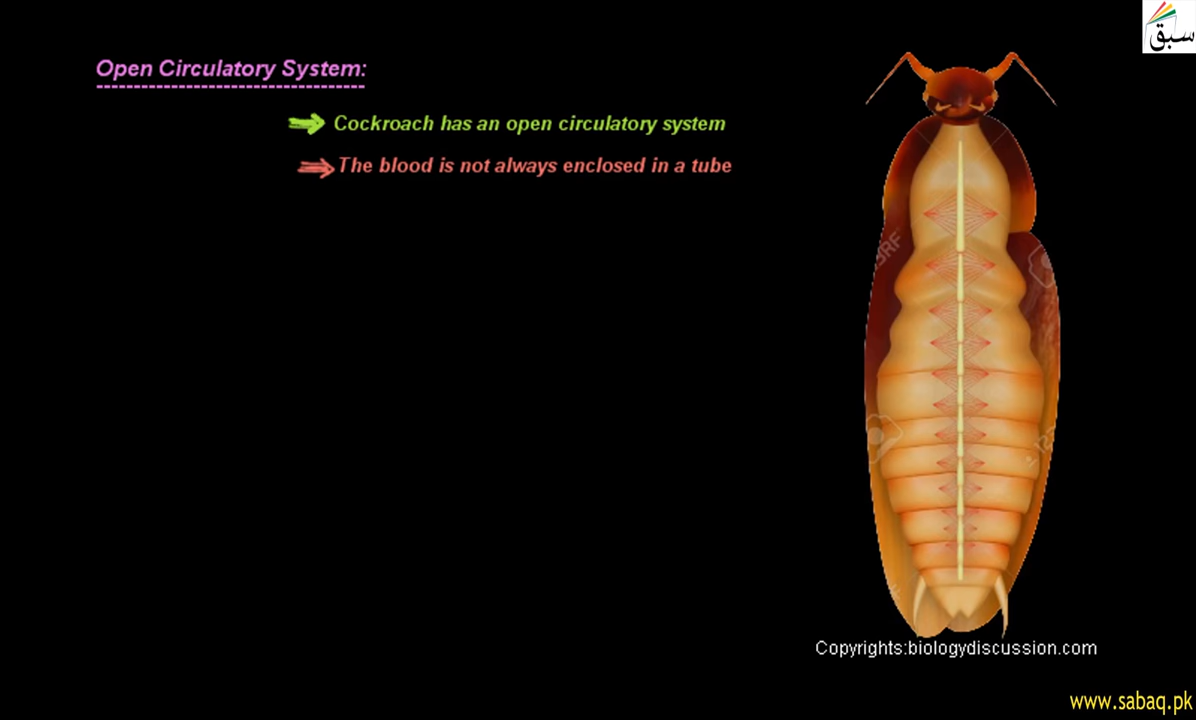 سبق
Open Circulatory System:
Cockroach has an open circulatory system
The blood is not always enclosed in a tube
Copyrights:biologydiscussion.com
www.sabaq.pk